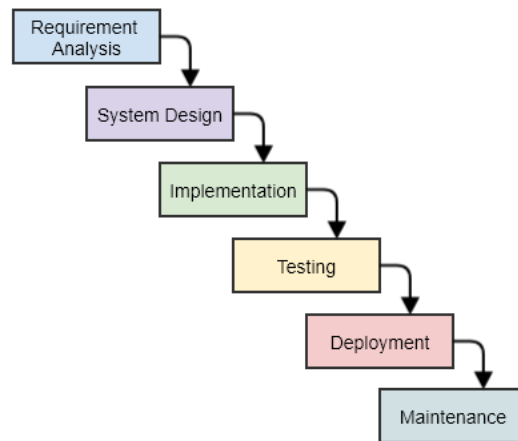 Requirement
Analysis
System Design
Implementation
Testing
Deployment
Maintenance